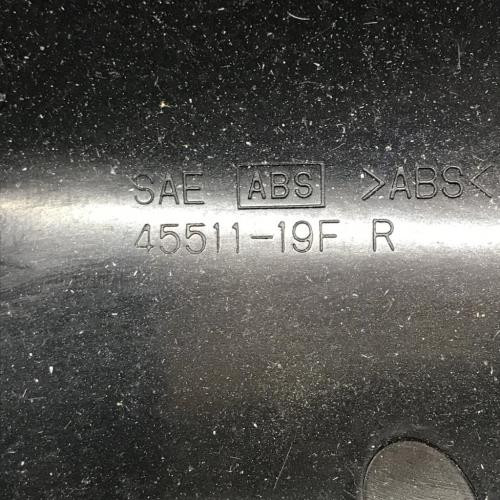 SAE ABS >ABS<
45511-19F R